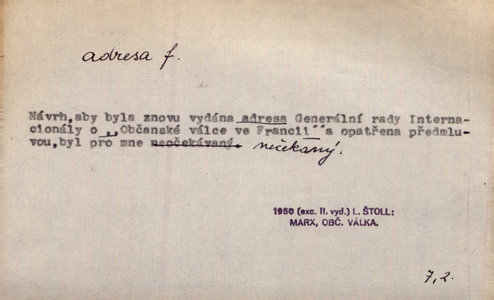 adresa f.
Návrh,aby byla znovu vydána adresa Generální rady Interna-
cionály o „Občanské válce ve Francii“ a opatřena předmlu-
vou,byl pro mne neočekávaný. nečekaný.
1950 (exc. II. vyd.) L. ŠTOLL:
MARX, OBČ. VÁLKA.
7,2.